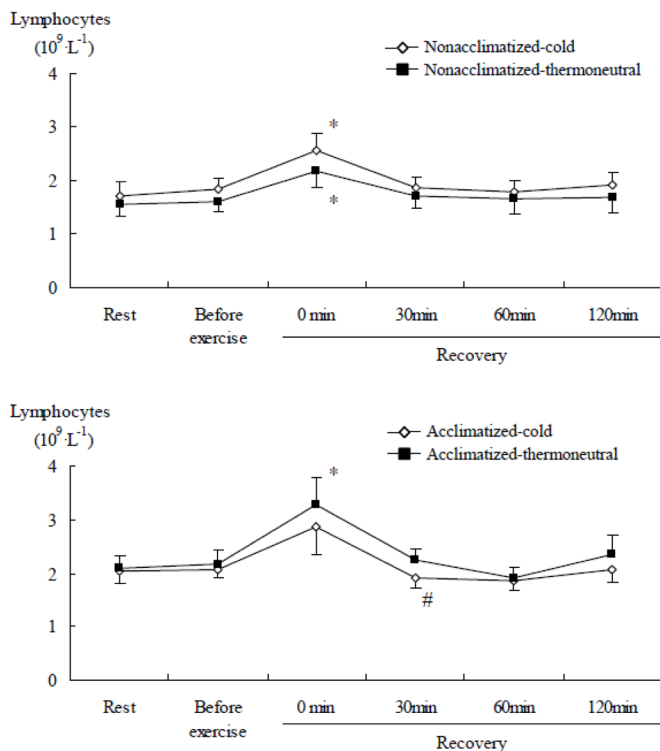 Lymphocytes
(10⁹·L⁻¹)
Nonacclimatized-cold
Nonacclimatized-thermoneutral
4
3
2
1
0
*
*
Rest
Before
exercise
0 min
30min
60min
120min
Recovery
Lymphocytes
(10⁹·L⁻¹)
Acclimatized-cold
Acclimatized-thermoneutral
4
3
2
1
0
*
#
Rest
Before
exercise
0 min
30min
60min
120min
Recovery